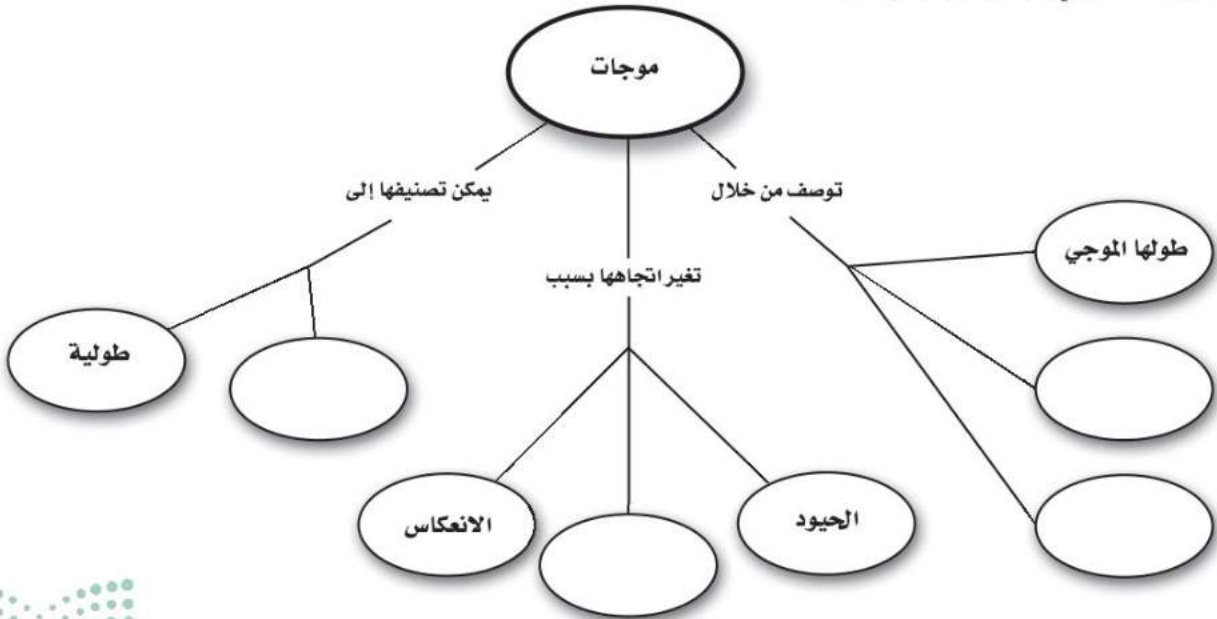 موجات
توصف من خلال
يمكن تصنيفها إلى
طولها الموجي
تغير اتجاهها بسبب
طولية
الحيود
الانعكاس